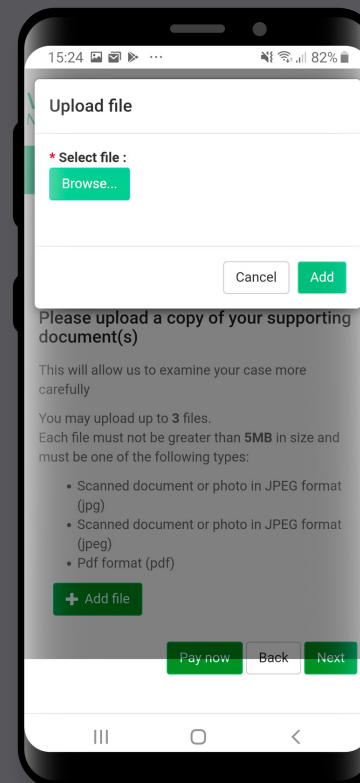 15:24 ... 82%
Upload file
* Select file :
Browse...
Cancel Add
Please upload a copy of your supporting
document(s)
This will allow us to examine your case more
carefully
You may upload up to 3 files.
Each file must not be greater than 5MB in size and
must be one of the following types:
• Scanned document or photo in JPEG format
(jpg)
• Scanned document or photo in JPEG format
(jpeg)
• Pdf format (pdf)
+ Add file
Pay now Back Next